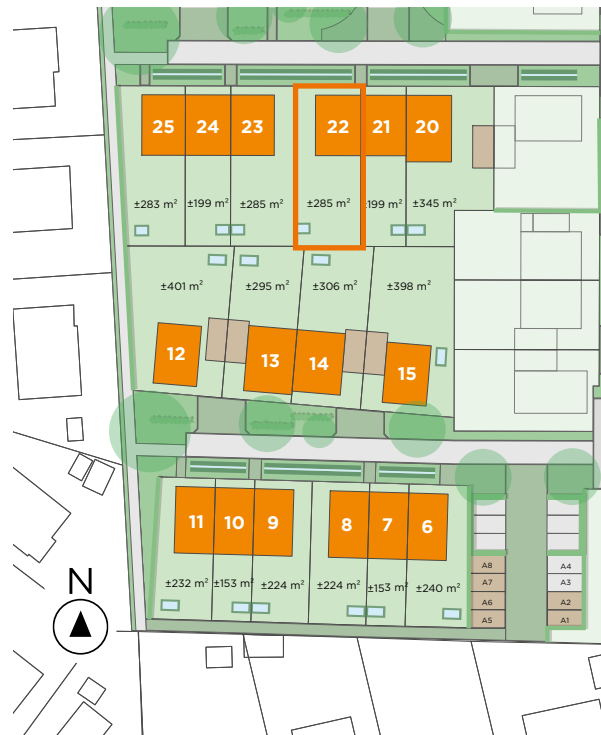 25 24 23 22 21 20
±283 m² ±199 m² ±285 m² ±285 m² ±199 m² ±345 m²
±401 m² ±295 m² ±306 m² ±398 m²
12 13 14 15
11 10 9 8 7 6
±232 m² ±153 m² ±224 m² ±224 m² ±153 m² ±240 m²
A8 A4
A7 A3
A6 A2
A5 A1
N